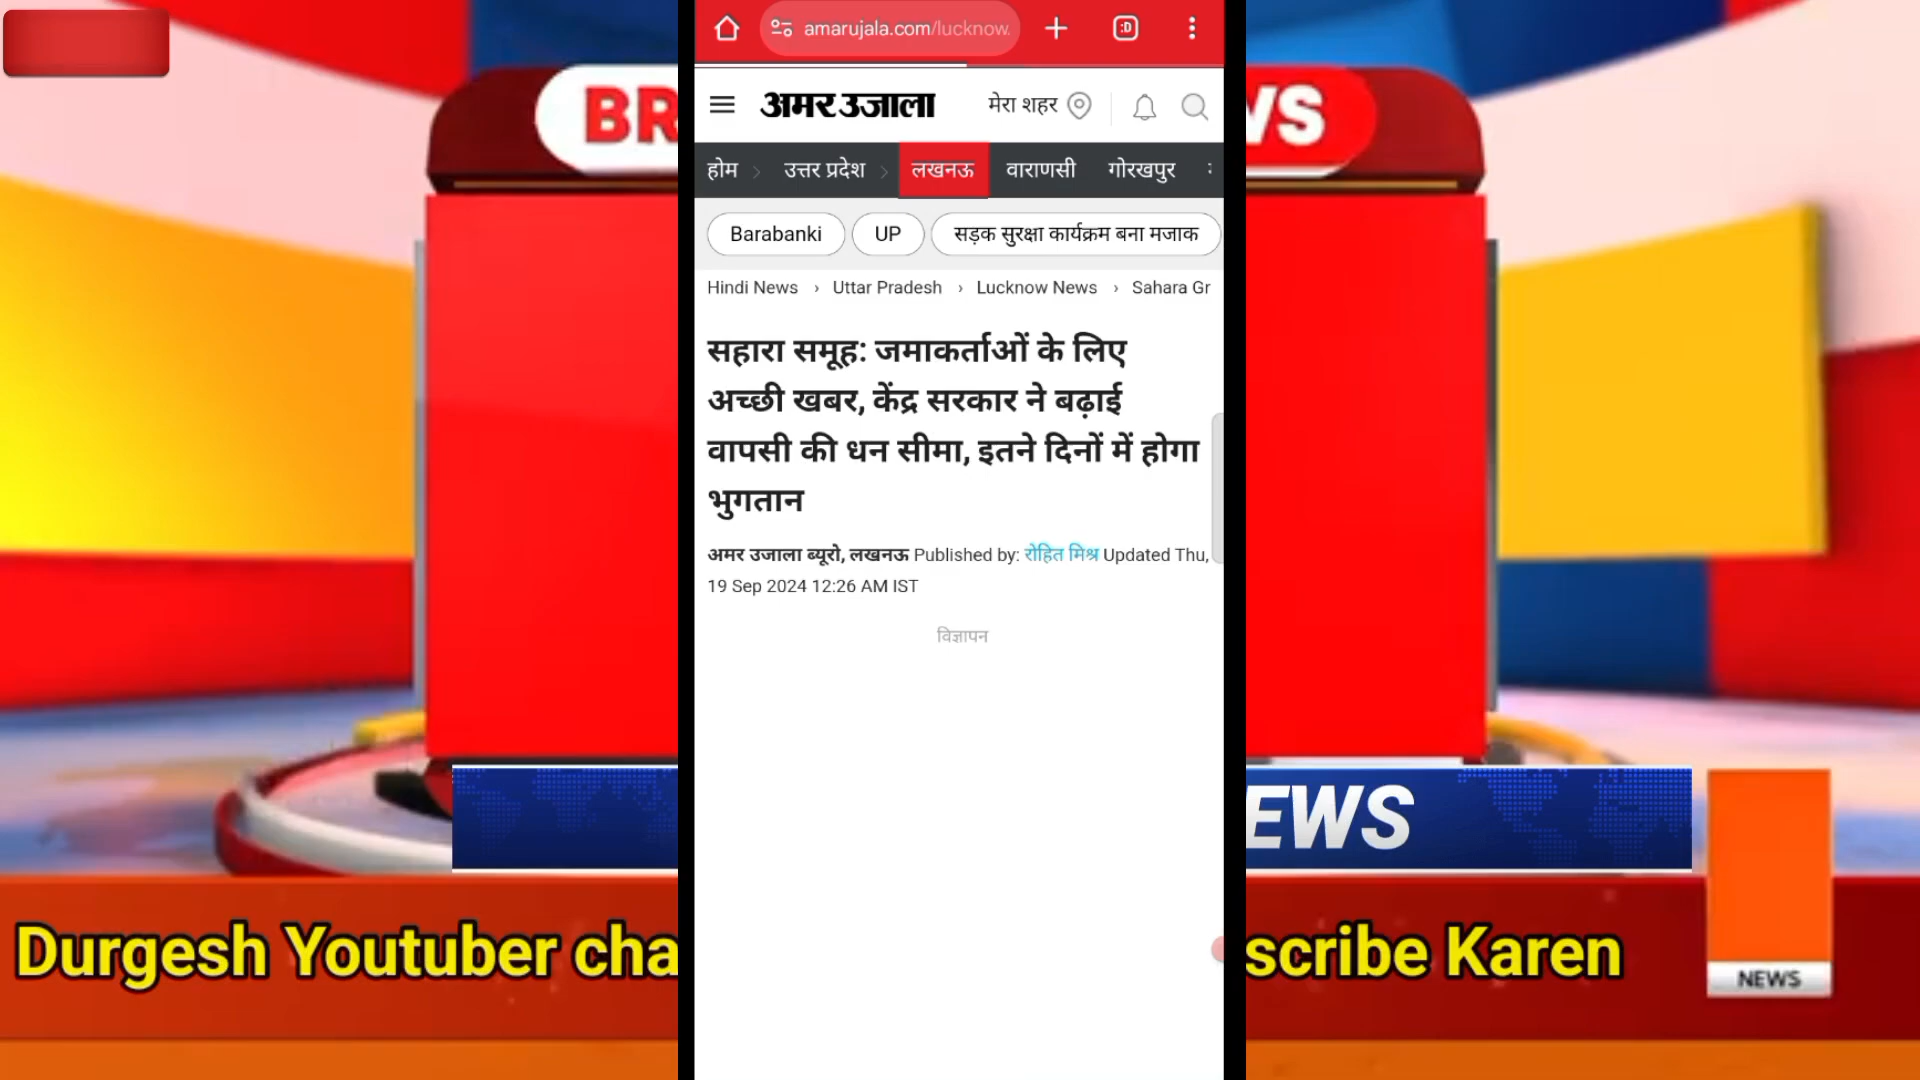 BR
WS
amarujala.com/lucknow.
:D
अमर उजाला
मेरा शहर
होम
उत्तर प्रदेश
लखनऊ
वाराणसी
गोरखपुर
Barabanki
UP
सड़क सुरक्षा कार्यक्रम बना मजाक
Hindi News › Uttar Pradesh › Lucknow News › Sahara Gr
सहारा समूह: जमाकर्ताओं के लिए
अच्छी खबर, केंद्र सरकार ने बढ़ाई
वापसी की धन सीमा, इतने दिनों में होगा
भुगतान
अमर उजाला ब्यूरो, लखनऊ Published by: रोहित मिश्र Updated Thu,
19 Sep 2024 12:26 AM IST
विज्ञापन
EWS
Durgesh Youtuber cha
scribe Karen
NEWS